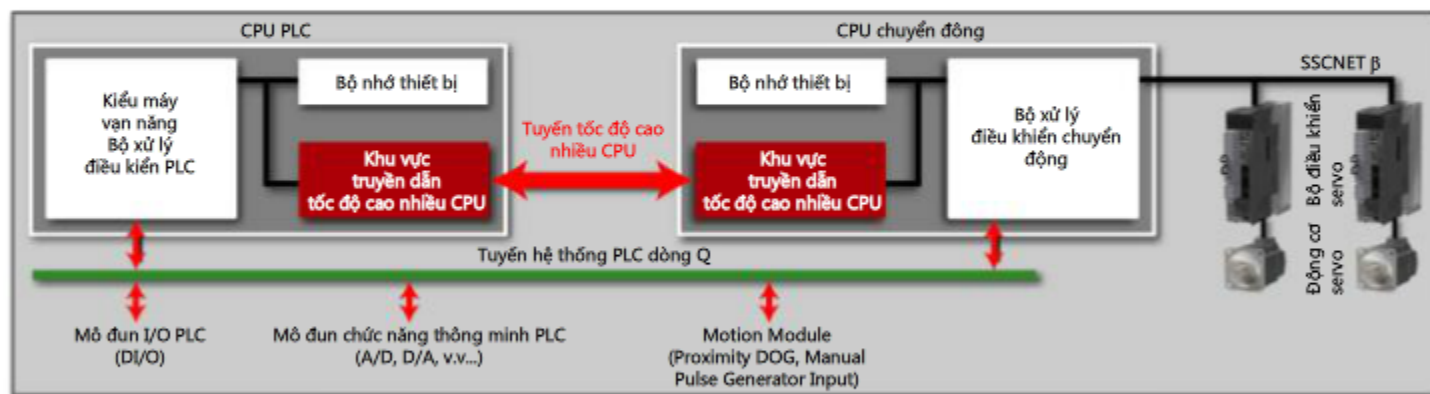 CPU PLC
CPU chuyển động
Kiểu máy
vạn năng
Bộ xử lý
điều kiển PLC
Bộ nhớ thiết bị
Khu vực
truyền dẫn
tốc độ cao nhiều CPU
Tuyến tốc độ cao
nhiều CPU
Bộ nhớ thiết bị
Khu vực
truyền dẫn
tốc độ cao nhiều CPU
Bộ xử lý
điều khiển chuyển
động
SSCNET β
Bộ điều khiển
servo
Động cơ
servo
Tuyến hệ thống PLC dòng Q
Mô đun I/O PLC
(DI/O)
Mô đun chức năng thông minh PLC
(A/D, D/A, v.v...)
Motion Module
(Proximity DOG, Manual
Pulse Generator Input)